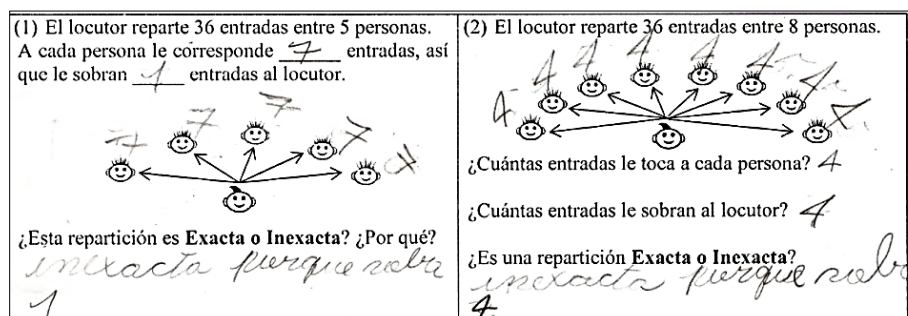 (1) El locutor reparte 36 entradas entre 5 personas.
A cada persona le corresponde 7 entradas, así
que le sobran 1 entradas al locutor.
7 7 7 7 7
¿Esta repartición es Exacta o Inexacta? ¿Por qué?
inexacta porque sobra
1
(2) El locutor reparte 36 entradas entre 8 personas.
4 4 4 4 4 4 4 4
¿Cuántas entradas le toca a cada persona? 4
¿Cuántas entradas le sobran al locutor? 4
¿Es una repartición Exacta o Inexacta?
inexacta porque sobr
4